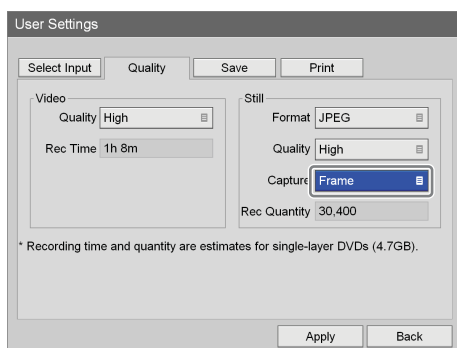 User Settings
Select Input Quality Save Print
Video
Quality High
Rec Time 1h 8m
Still
Format JPEG
Quality High
Capture Frame
Rec Quantity 30,400
* Recording time and quantity are estimates for single-layer DVDs (4.7GB).
Apply Back